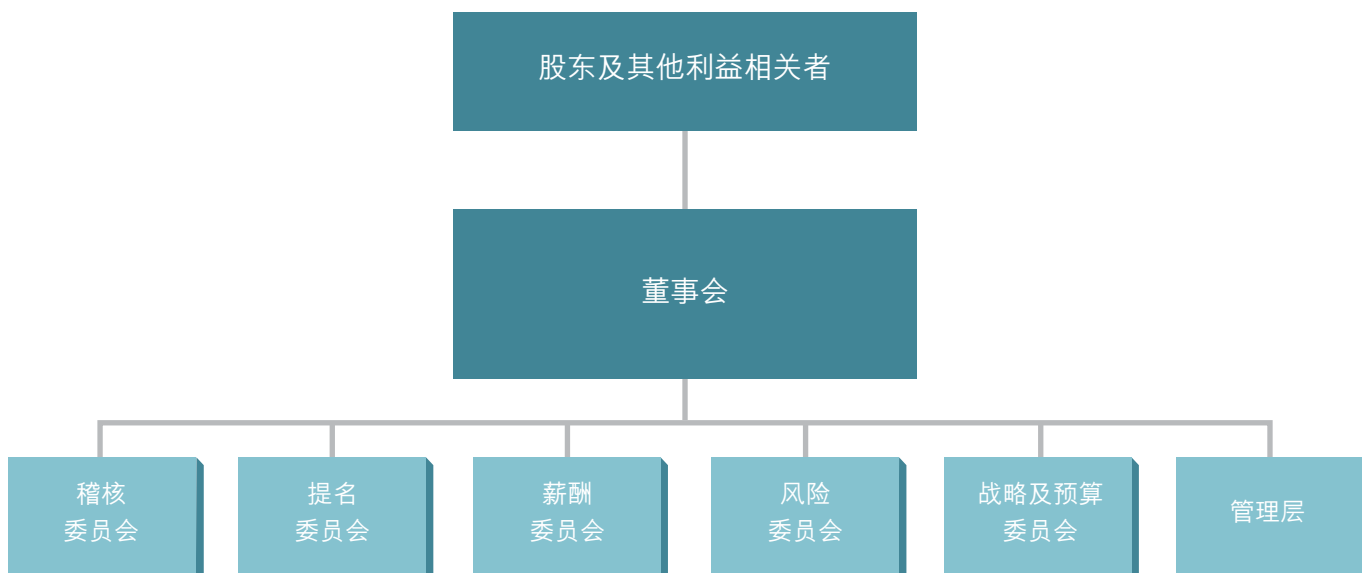 股东及其他利益相关者
董事会
稽核
委员会
提名
委员会
薪酬
委员会
风险
委员会
战略及预算
委员会
管理层